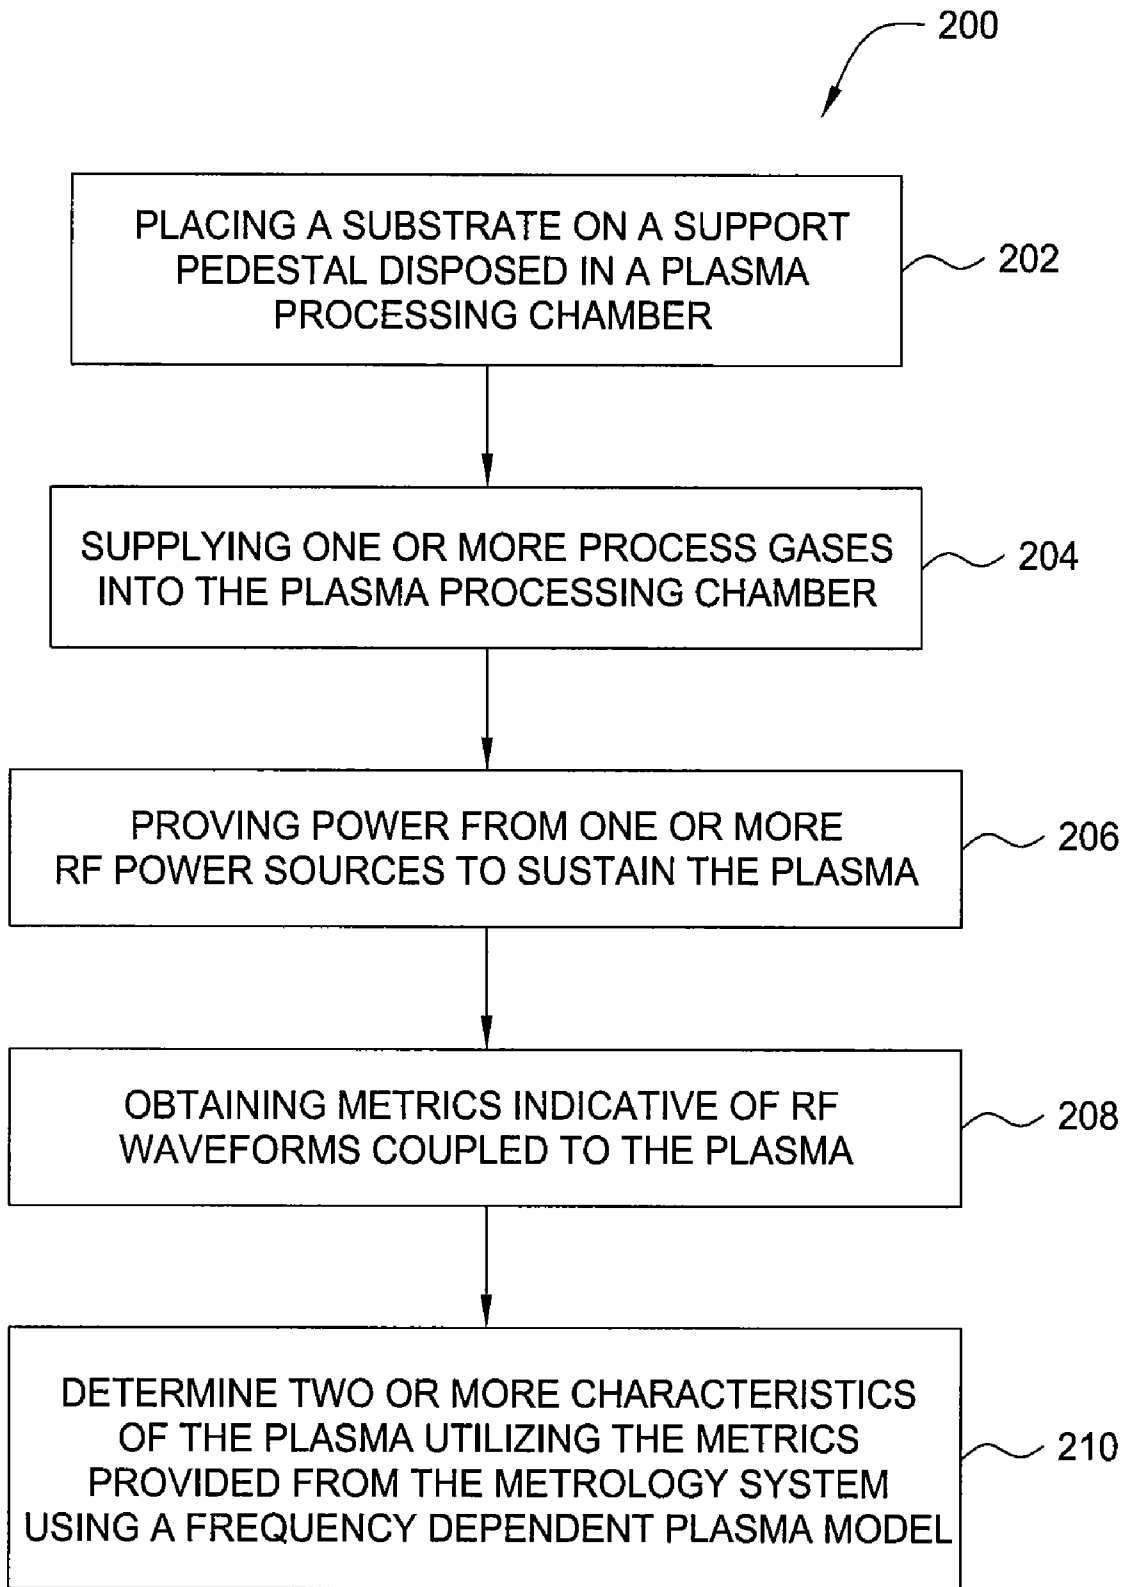 200
PLACING A SUBSTRATE ON A SUPPORT
PEDESTAL DISPOSED IN A PLASMA
PROCESSING CHAMBER
202
SUPPLYING ONE OR MORE PROCESS GASES
INTO THE PLASMA PROCESSING CHAMBER
204
PROVING POWER FROM ONE OR MORE
RF POWER SOURCES TO SUSTAIN THE PLASMA
206
OBTAINING METRICS INDICATIVE OF RF
WAVEFORMS COUPLED TO THE PLASMA
208
DETERMINE TWO OR MORE CHARACTERISTICS
OF THE PLASMA UTILIZING THE METRICS
PROVIDED FROM THE METROLOGY SYSTEM
USING A FREQUENCY DEPENDENT PLASMA MODEL
210